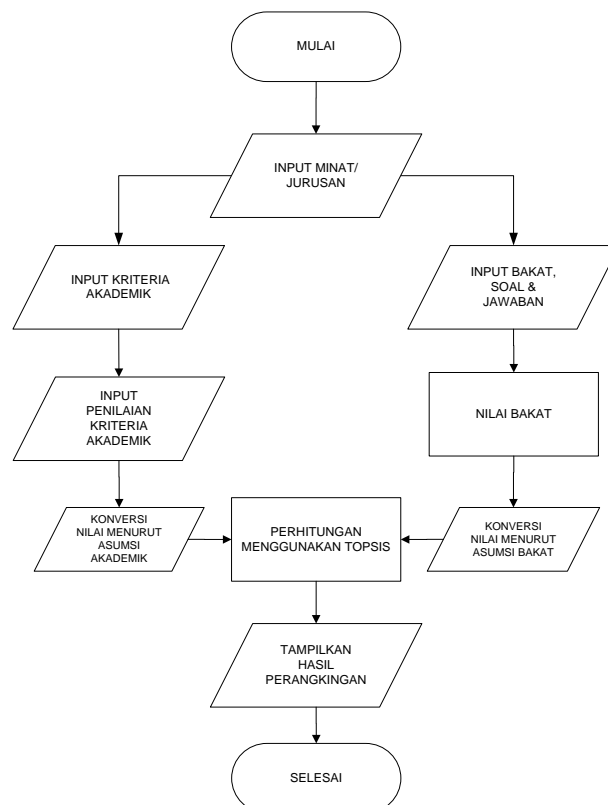 MULAI
INPUT MINAT/
JURUSAN
INPUT KRITERIA
AKADEMIK
INPUT BAKAT,
SOAL &
JAWABAN
INPUT
PENILAIAN
KRITERIA
AKADEMIK
NILAI BAKAT
KONVERSI
NILAI MENURUT
ASUMSI
AKADEMIK
PERHITUNGAN
MENGGUNAKAN TOPSIS
KONVERSI
NILAI MENURUT
ASUMSI BAKAT
TAMPILKAN
HASIL
PERANGKINGAN
SELESAI